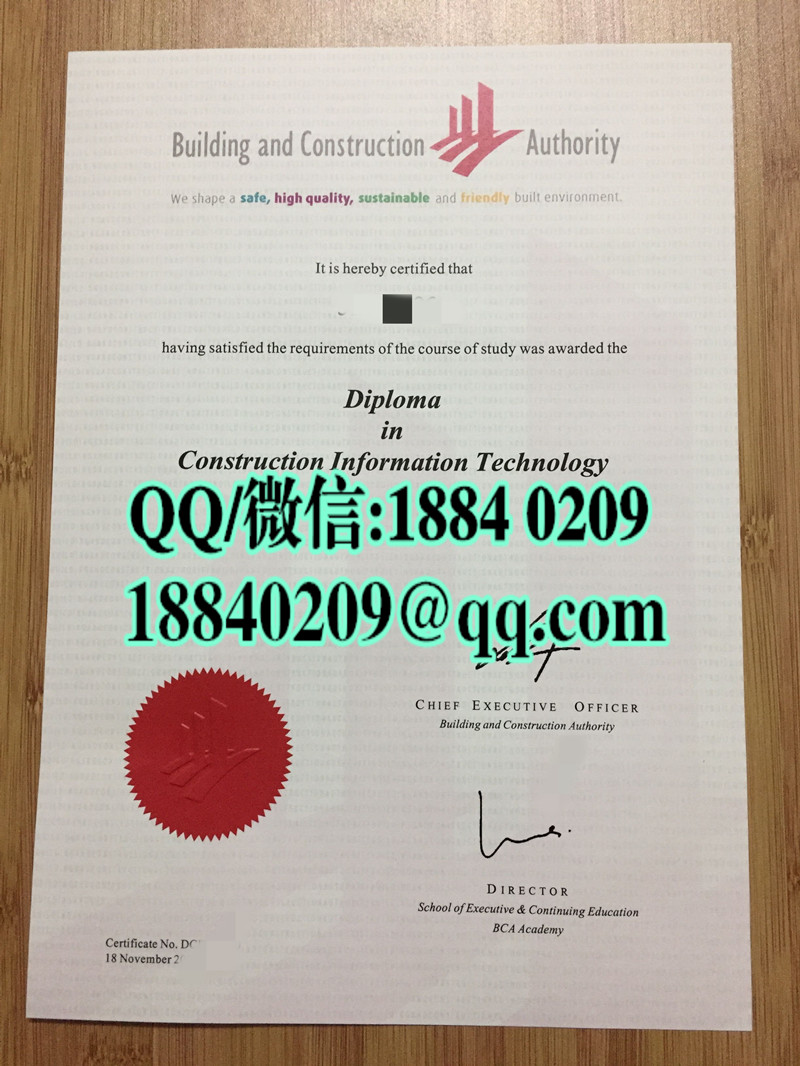 Building and Construction Authority
We shape a safe, high quality, sustainable and friendly built environment.
It is hereby certified that
having satisfied the requirements of the course of study was awarded the
Diploma
in
Construction Information Technology
QQ/微信:1884 0209
18840209@qq.com
CHIEF EXECUTIVE OFFICER
Building and Construction Authority
DIRECTOR
School of Executive & Continuing Education
BCA Academy
Certificate No.
18 November